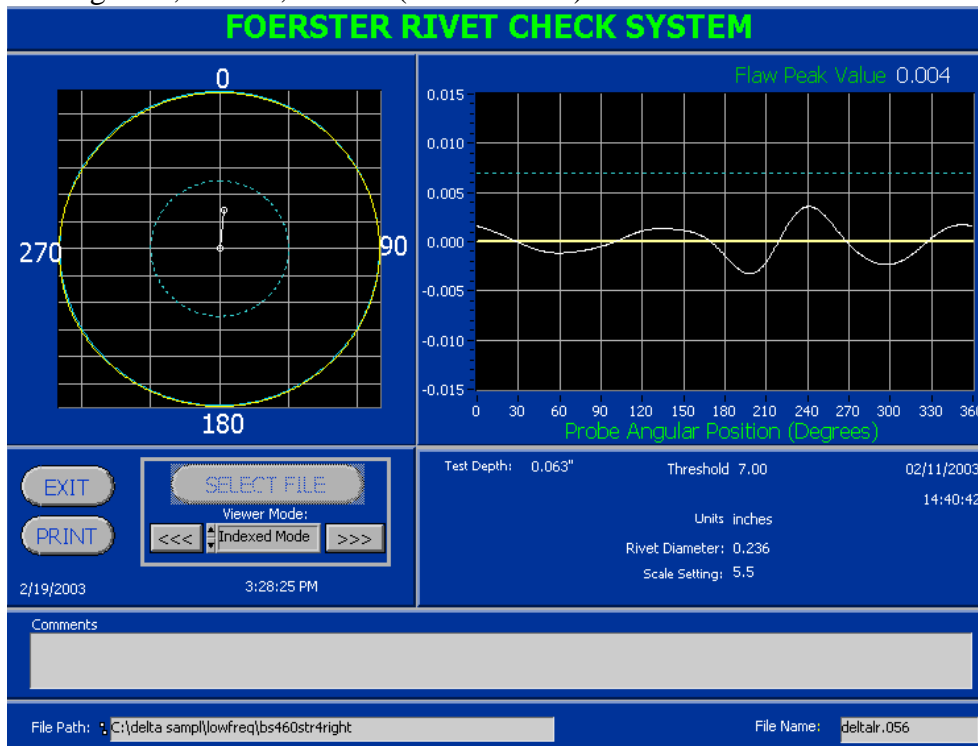 FOERSTER RIVET CHECK SYSTEM
0
270
90
180
Flaw Peak Value 0.004
0.015
0.010
0.005
0.000
-0.005
-0.010
-0.015
0 30 60 90 120 150 180 210 240 270 300 330 360
Probe Angular Position (Degrees)
EXIT
SELECT FILE
Viewer Mode:
PRINT
<<< Indexed Mode >>>
2/19/2003 3:28:25 PM
Test Depth: 0.063" Threshold 7.00 02/11/2003
14:40:42
Units inches
Rivet Diameter: 0.236
Scale Setting: 5.5
Comments
File Path: C:\delta sampl\lowfreq\bs460str4right File Name: deltalr.056